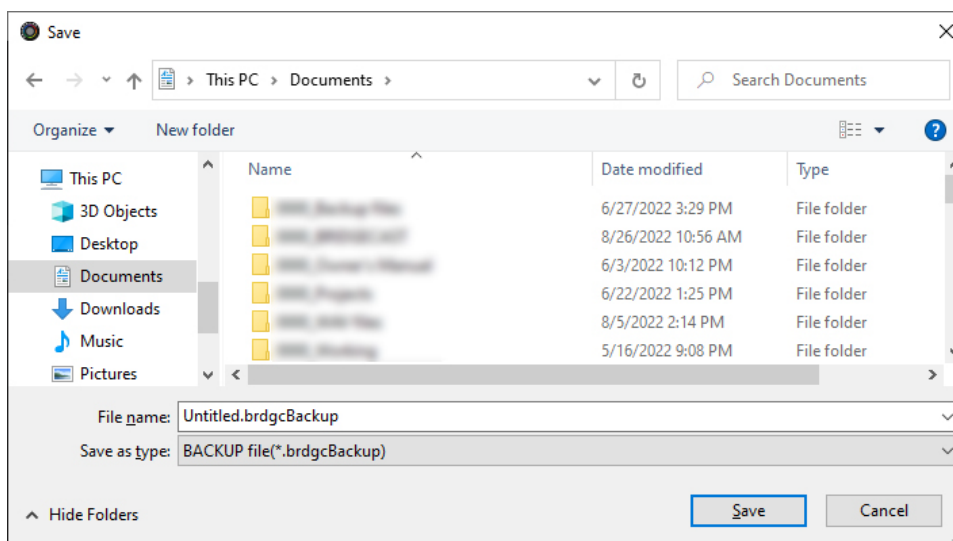 Save
This PC > Documents >
Search Documents
Organize
New folder
This PC
3D Objects
Desktop
Documents
Downloads
Music
Pictures
Name Date modified Type
6/27/2022 3:29 PM File folder
8/26/2022 10:56 AM File folder
6/3/2022 10:12 PM File folder
6/22/2022 1:25 PM File folder
8/5/2022 2:14 PM File folder
5/16/2022 9:08 PM File folder
File name: Untitled.brdgcBackup
Save as type: BACKUP file(*.brdgcBackup)
Hide Folders
Save
Cancel